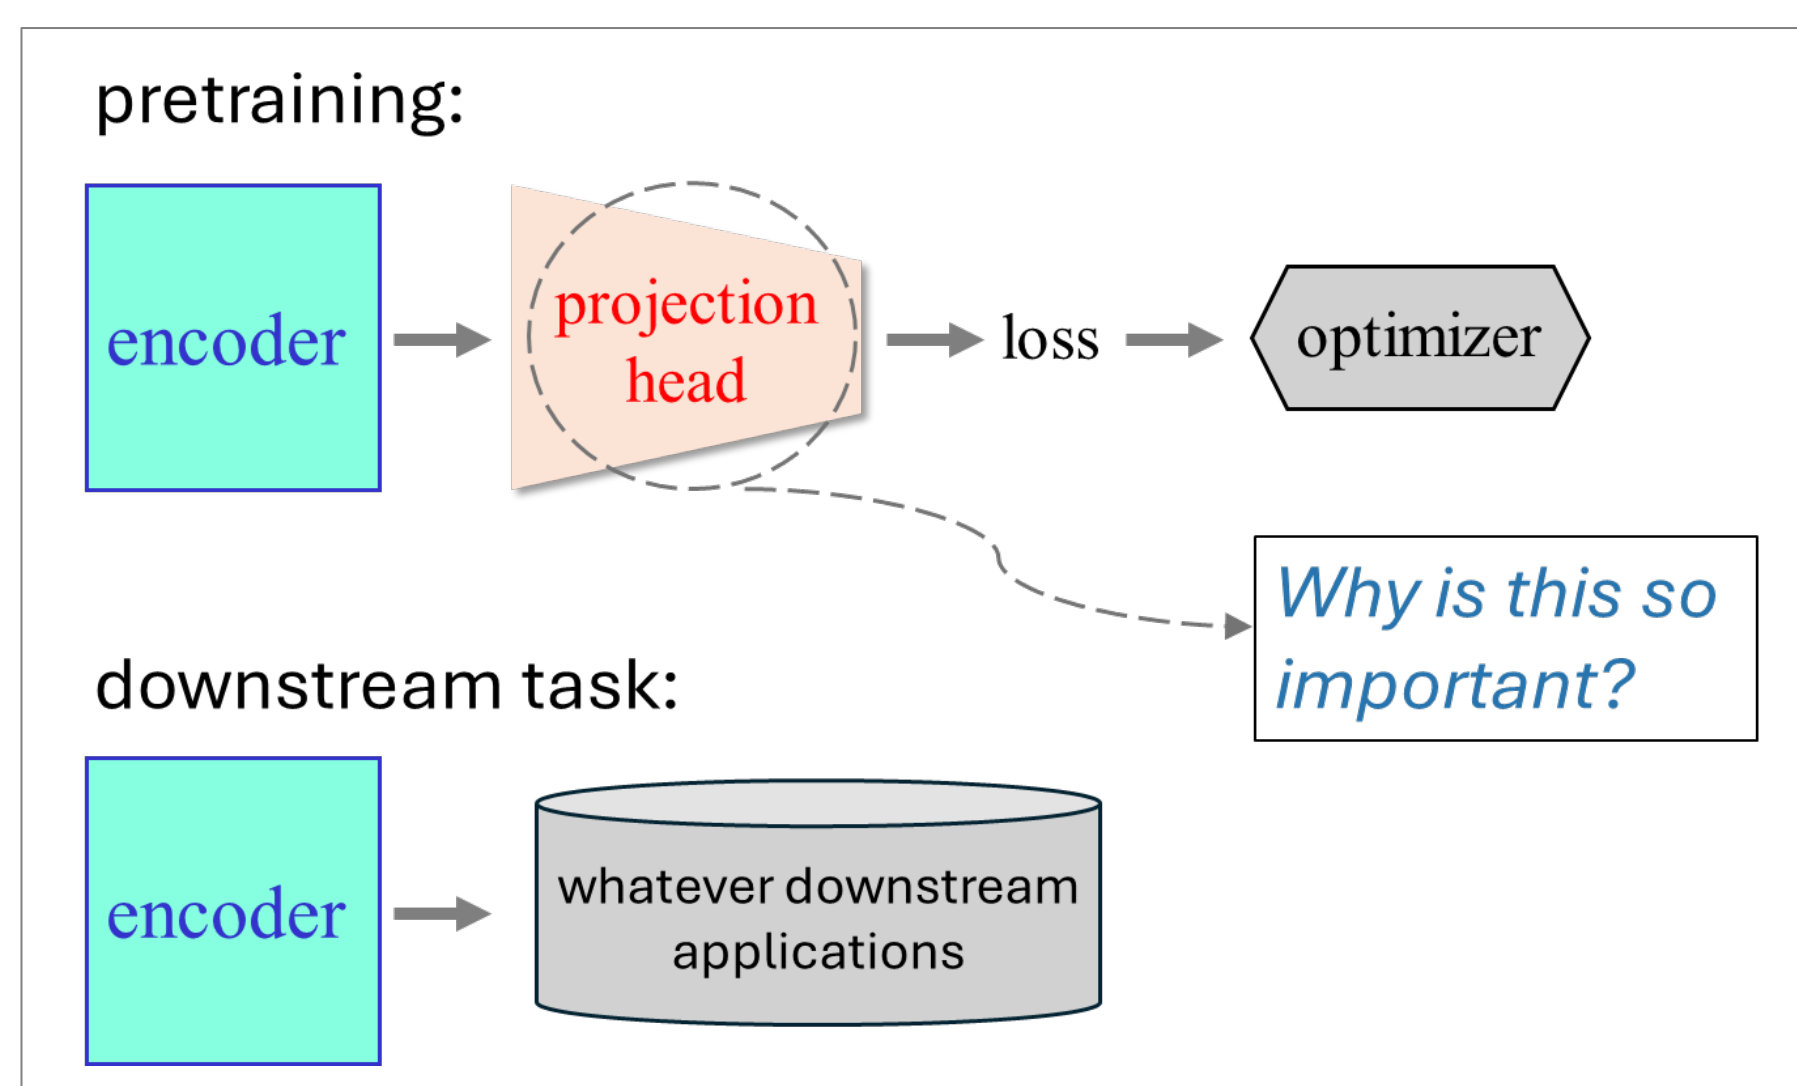 pretraining:
encoder
projection
head
loss
optimizer
Why is this so
important?
downstream task:
encoder
whatever downstream
applications